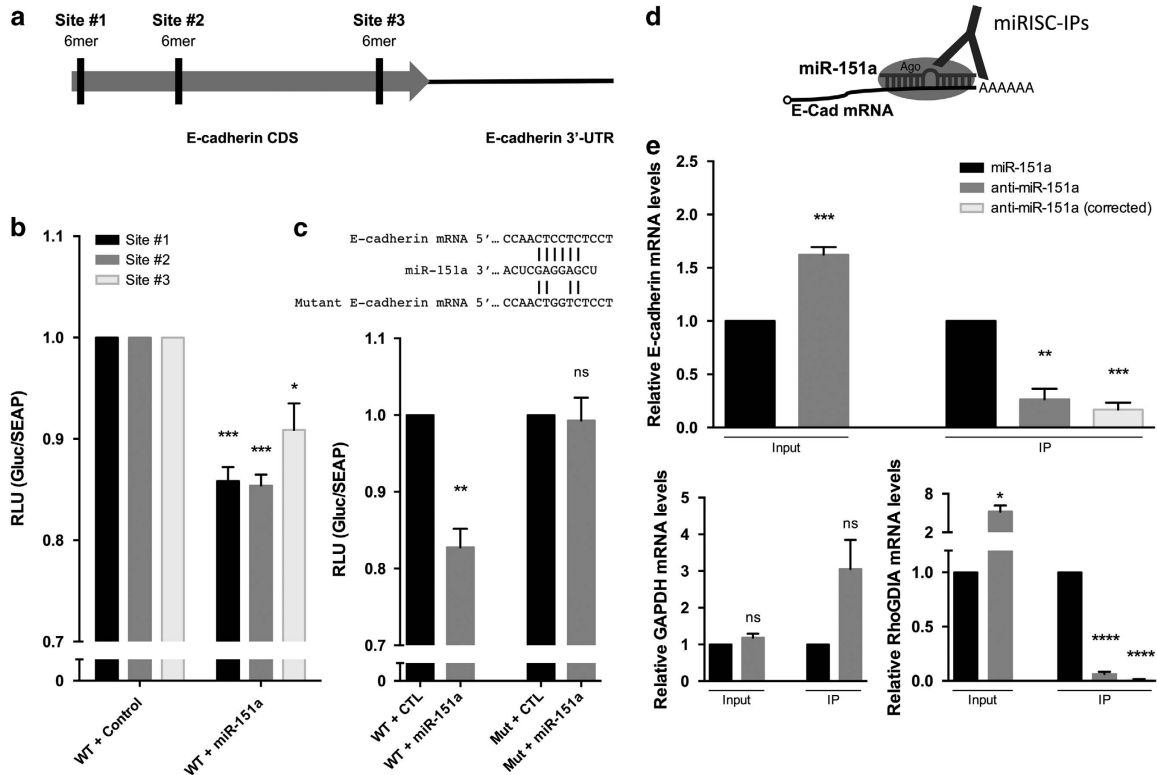 a
Site #1
6mer
Site #2
6mer
Site #3
6mer
E-cadherin CDS
E-cadherin 3'-UTR
b
RLU (Gluc/SEAP)
1.1
1.0
0.9
0.8
0.7
0
Site #1
Site #2
Site #3
***
***
*
WT + Control
WT + miR-151a
c
E-cadherin mRNA 5'… CCAACTCCTCTCCT
miR-151a 3'… ACUCGAGGAGCU
Mutant E-cadherin mRNA 5'… CCAACTGGTCTCCT
RLU (Gluc/SEAP)
1.1
1.0
0.9
0.8
0.7
0
**
ns
WT + CTL
WT + miR-151a
Mut + CTL
Mut + miR-151a
d
miRISC-IPs
miR-151a
Ago
AAAAAA
E-Cad mRNA
e
Relative E-cadherin mRNA levels
2.5
2.0
1.5
1.0
0.5
0.0
miR-151a
anti-miR-151a
anti-miR-151a (corrected)
***
**
***
Input
IP
Relative GAPDH mRNA levels
5
4
3
2
1
0
ns
ns
Input
IP
Relative RhoGDIA mRNA levels
8
2
1.0
0.5
0.0
*
****
****
Input
IP